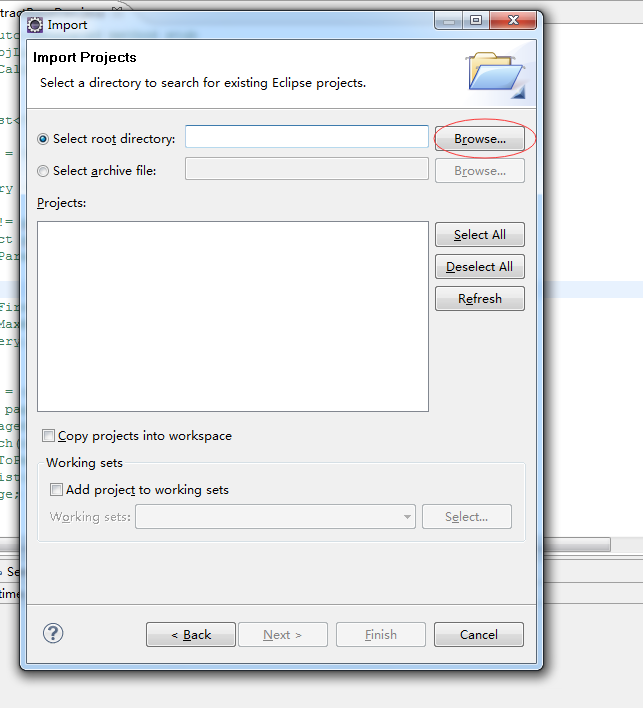 Import
Import Projects
Select a directory to search for existing Eclipse projects.
Select root directory:
Browse...
Select archive file:
Browse...
Projects:
Select All
Deselect All
Refresh
Copy projects into workspace
Working sets
Add project to working sets
Working sets:
Select...
?
< Back
Next >
Finish
Cancel